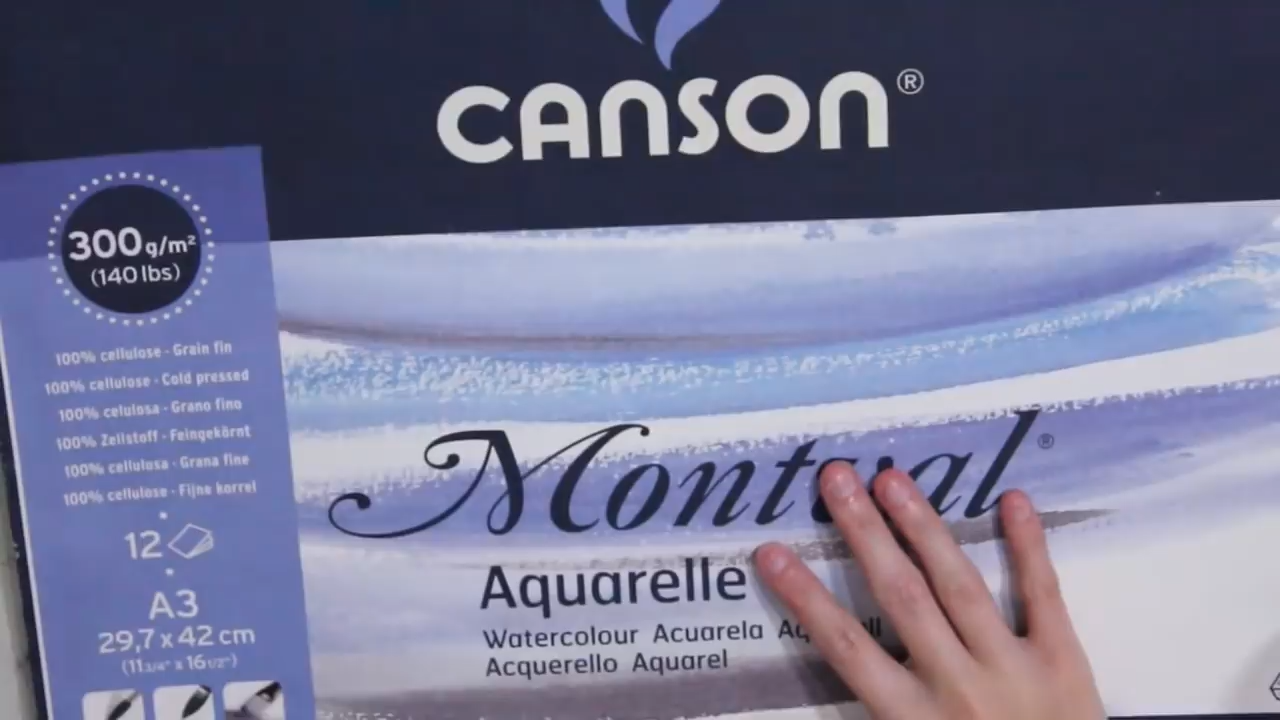 CANSON®
300 g/m²
(140 lbs)
100% cellulose - Grain fin
100% cellulose - Cold pressed
100% celulosa - Grano fino
100% Zellstoff - Feingekörnt
100% cellulosa - Grana fine
100% cellulose - Fijne korrel
12
A3
29,7 x 42 cm
(11 3/4" x 16 1/2")
Montval®
Aquarelle
Watercolour Acuarela
Acquerello Aquarel